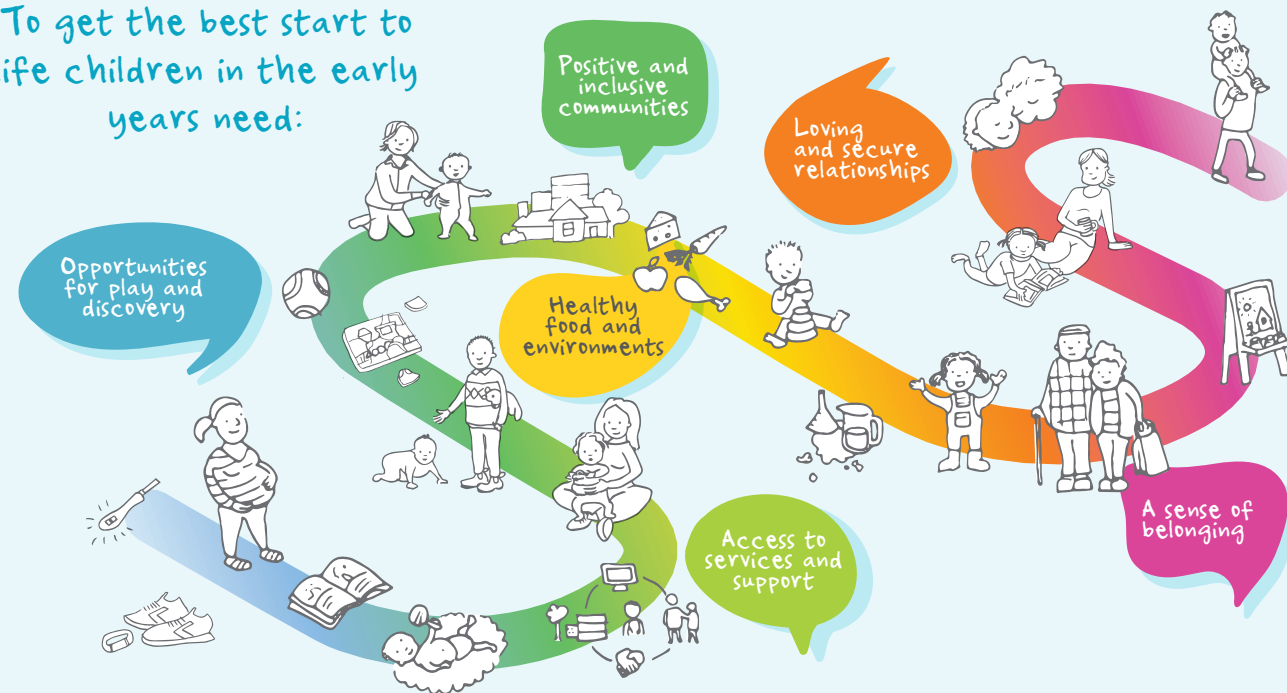 To get the best start to
life children in the early
years need:
Positive and
inclusive
communities
Loving
and secure
relationships
Opportunities
for play and
discovery
Healthy
food and
environments
Access to
services and
support
A sense of
belonging